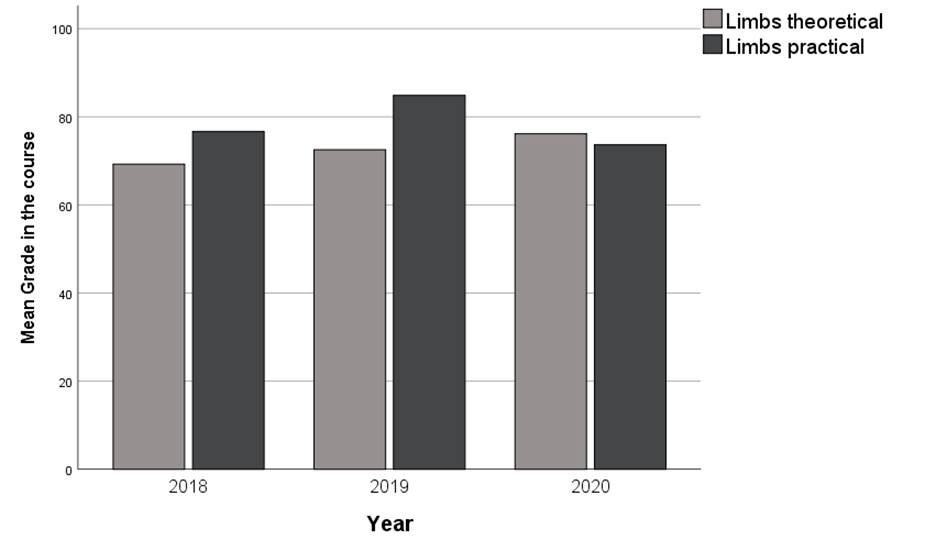 Limbs theoretical
Limbs practical
100
80
60
40
20
0
Mean Grade in the course
2018 2019 2020
Year